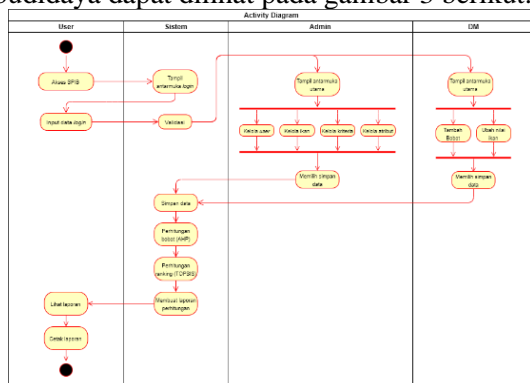 budidaya dapat dilihat pada gambar 3 berikut.
Activity Diagram
User
Sistem
Admin
DM
Akses SPIS
Tampil
antarmuka login
Tampil antarmuka
utama
Tampil antarmuka
utama
Input data login
Validasi
Kelola user
Kelola ikan
Kelola kriteria
Kelola atribut
Tambah
Bobot
Ubah nilai
ikan
Memilih simpan
data
Memilih simpan
data
Simpan data
Perhitungan
bobot (AHP)
Perhitungan
ranking (TOPSIS)
Lihat laporan
Membuat laporan
perhitungan
Cetak laporan